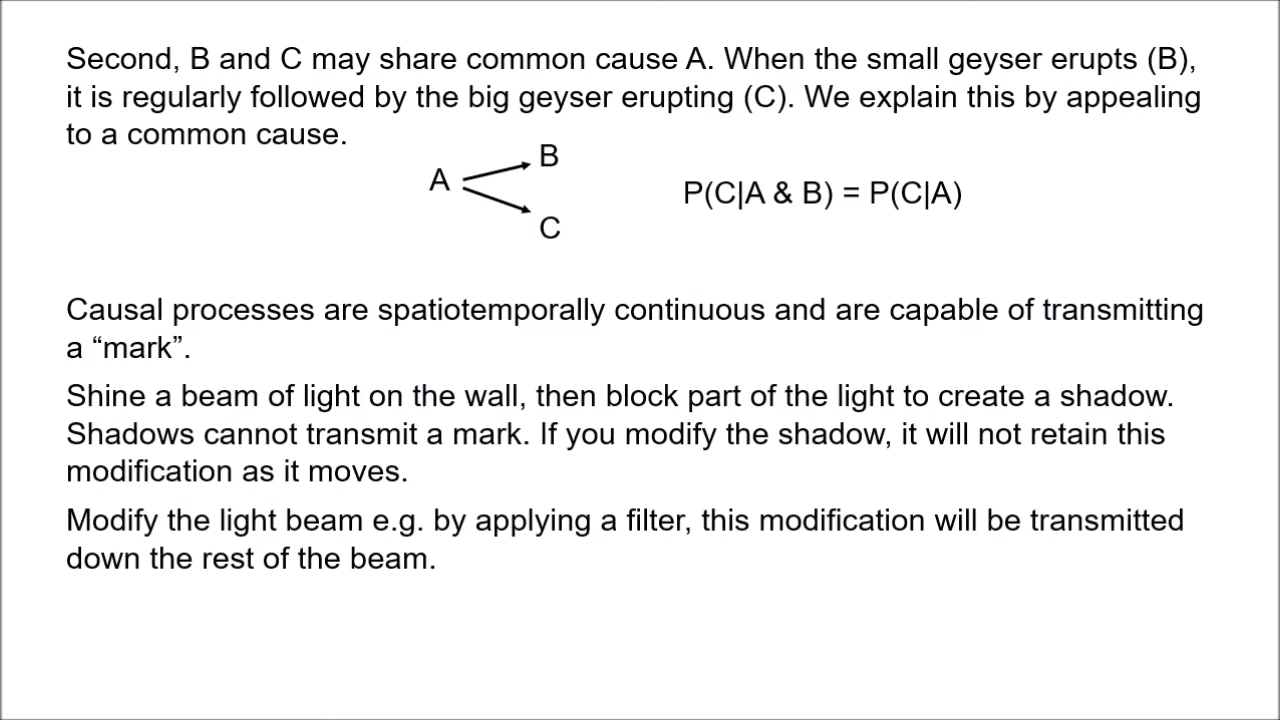 Second, B and C may share common cause A. When the small geyser erupts (B),
it is regularly followed by the big geyser erupting (C). We explain this by appealing
to a common cause.
B
A
P(C|A & B) = P(C|A)
C
Causal processes are spatiotemporally continuous and are capable of transmitting
a “mark”.
Shine a beam of light on the wall, then block part of the light to create a shadow.
Shadows cannot transmit a mark. If you modify the shadow, it will not retain this
modification as it moves.
Modify the light beam e.g. by applying a filter, this modification will be transmitted
down the rest of the beam.